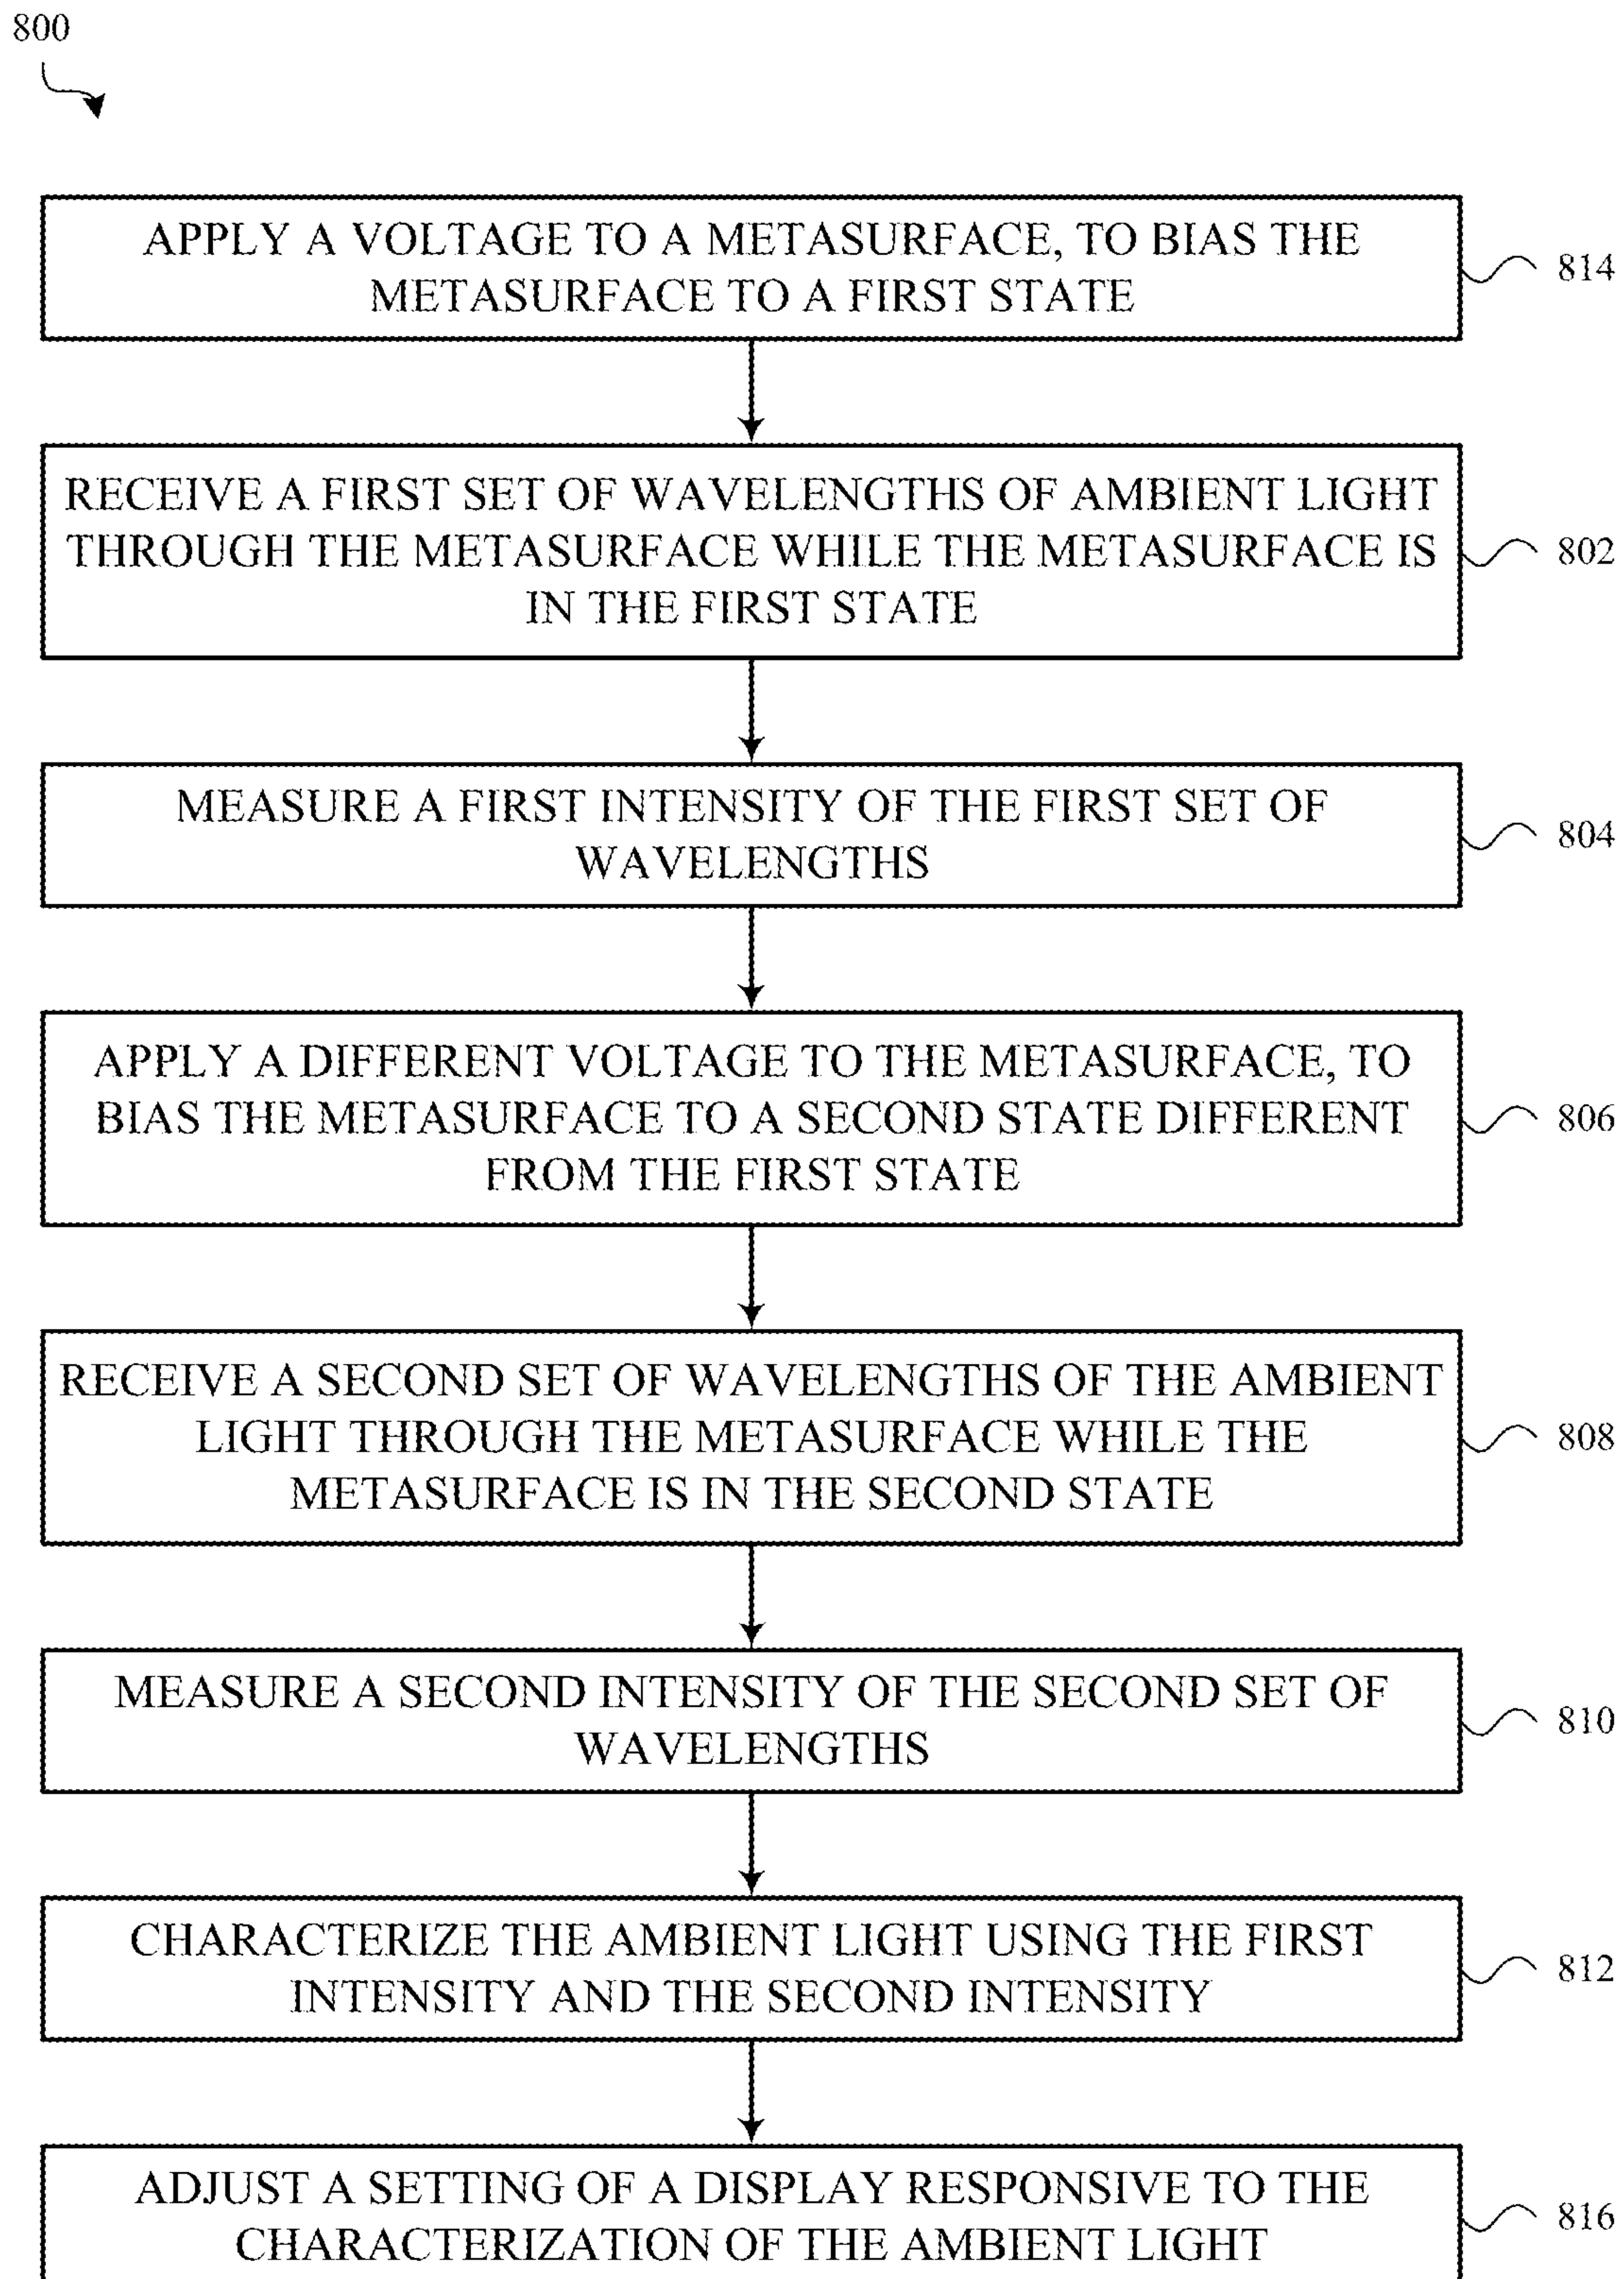 800
APPLY A VOLTAGE TO A METASURFACE, TO BIAS THE
METASURFACE TO A FIRST STATE
814
RECEIVE A FIRST SET OF WAVELENGTHS OF AMBIENT LIGHT
THROUGH THE METASURFACE WHILE THE METASURFACE IS
IN THE FIRST STATE
802
MEASURE A FIRST INTENSITY OF THE FIRST SET OF
WAVELENGTHS
804
APPLY A DIFFERENT VOLTAGE TO THE METASURFACE, TO
BIAS THE METASURFACE TO A SECOND STATE DIFFERENT
FROM THE FIRST STATE
806
RECEIVE A SECOND SET OF WAVELENGTHS OF THE AMBIENT
LIGHT THROUGH THE METASURFACE WHILE THE
METASURFACE IS IN THE SECOND STATE
808
MEASURE A SECOND INTENSITY OF THE SECOND SET OF
WAVELENGTHS
810
CHARACTERIZE THE AMBIENT LIGHT USING THE FIRST
INTENSITY AND THE SECOND INTENSITY
812
ADJUST A SETTING OF A DISPLAY RESPONSIVE TO THE
CHARACTERIZATION OF THE AMBIENT LIGHT
816